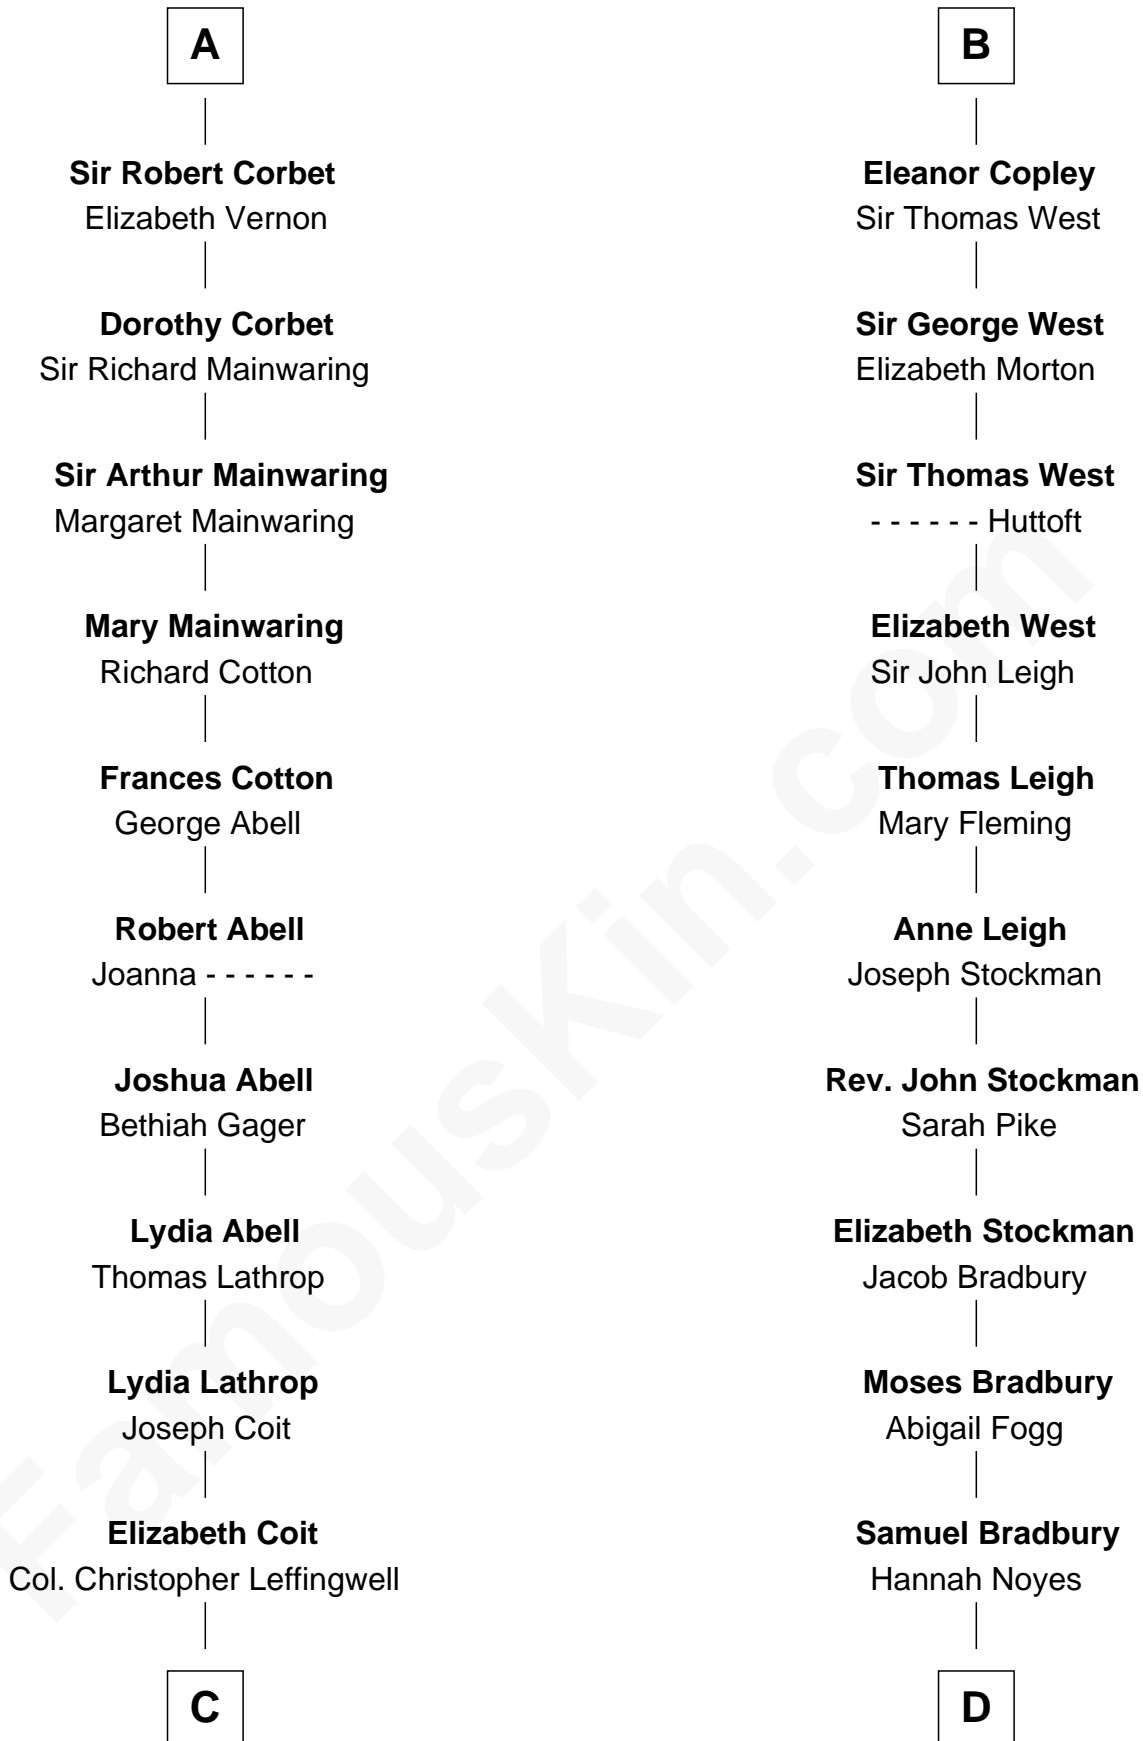 A
Sir Robert Corbet
Elizabeth Vernon
Dorothy Corbet
Sir Richard Mainwaring
Sir Arthur Mainwaring
Margaret Mainwaring
Mary Mainwaring
Richard Cotton
Frances Cotton
George Abell
Robert Abell
Joanna - - - - - -
Joshua Abell
Bethiah Gager
Lydia Abell
Thomas Lathrop
Lydia Lathrop
Joseph Coit
Elizabeth Coit
Col. Christopher Leffingwell
C
B
Eleanor Copley
Sir Thomas West
Sir George West
Elizabeth Morton
Sir Thomas West
- - - - - - Huttoft
Elizabeth West
Sir John Leigh
Thomas Leigh
Mary Fleming
Anne Leigh
Joseph Stockman
Rev. John Stockman
Sarah Pike
Elizabeth Stockman
Jacob Bradbury
Moses Bradbury
Abigail Fogg
Samuel Bradbury
Hannah Noyes
D
FamousKin.com